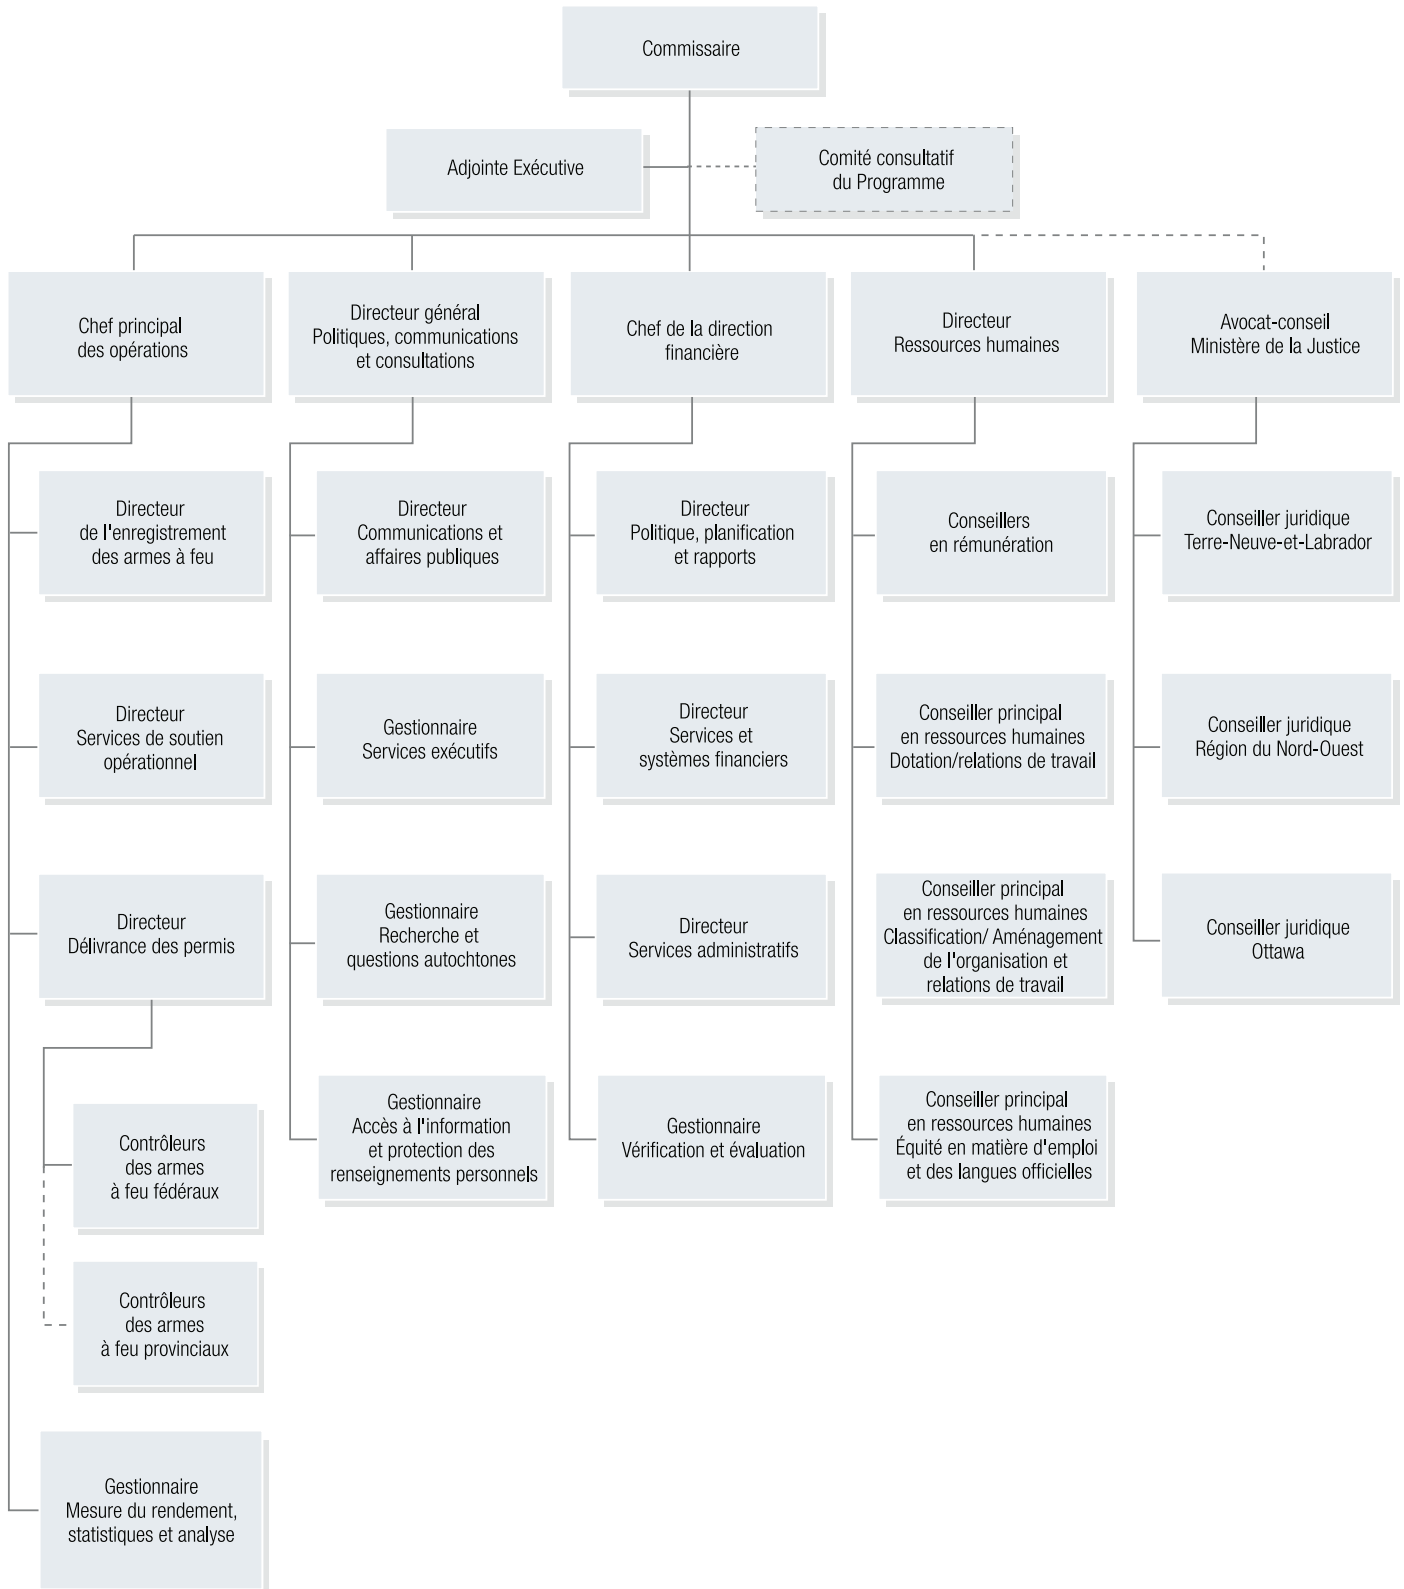 Commissaire
Adjointe Exécutive
Comité consultatif
du Programme
Chef principal
des opérations
Directeur général
Politiques, communications
et consultations
Chef de la direction
financière
Directeur
Ressources humaines
Avocat-conseil
Ministère de la Justice
Directeur
de l'enregistrement
des armes à feu
Directeur
Communications et
affaires publiques
Directeur
Politique, planification
et rapports
Conseillers
en rémunération
Conseiller juridique
Terre-Neuve-et-Labrador
Directeur
Services de soutien
opérationnel
Gestionnaire
Services exécutifs
Directeur
Services et
systèmes financiers
Conseiller principal
en ressources humaines
Dotation/relations de travail
Conseiller juridique
Région du Nord-Ouest
Directeur
Délivrance des permis
Gestionnaire
Recherche et
questions autochtones
Directeur
Services administratifs
Conseiller principal
en ressources humaines
Classification/ Aménagement
de l'organisation et
relations de travail
Conseiller juridique
Ottawa
Contrôleurs
des armes
à feu fédéraux
Gestionnaire
Accès à l'information
et protection des
renseignements personnels
Gestionnaire
Vérification et évaluation
Conseiller principal
en ressources humaines
Équité en matière d'emploi
et des langues officielles
Contrôleurs
des armes
à feu provinciaux
Gestionnaire
Mesure du rendement,
statistiques et analyse